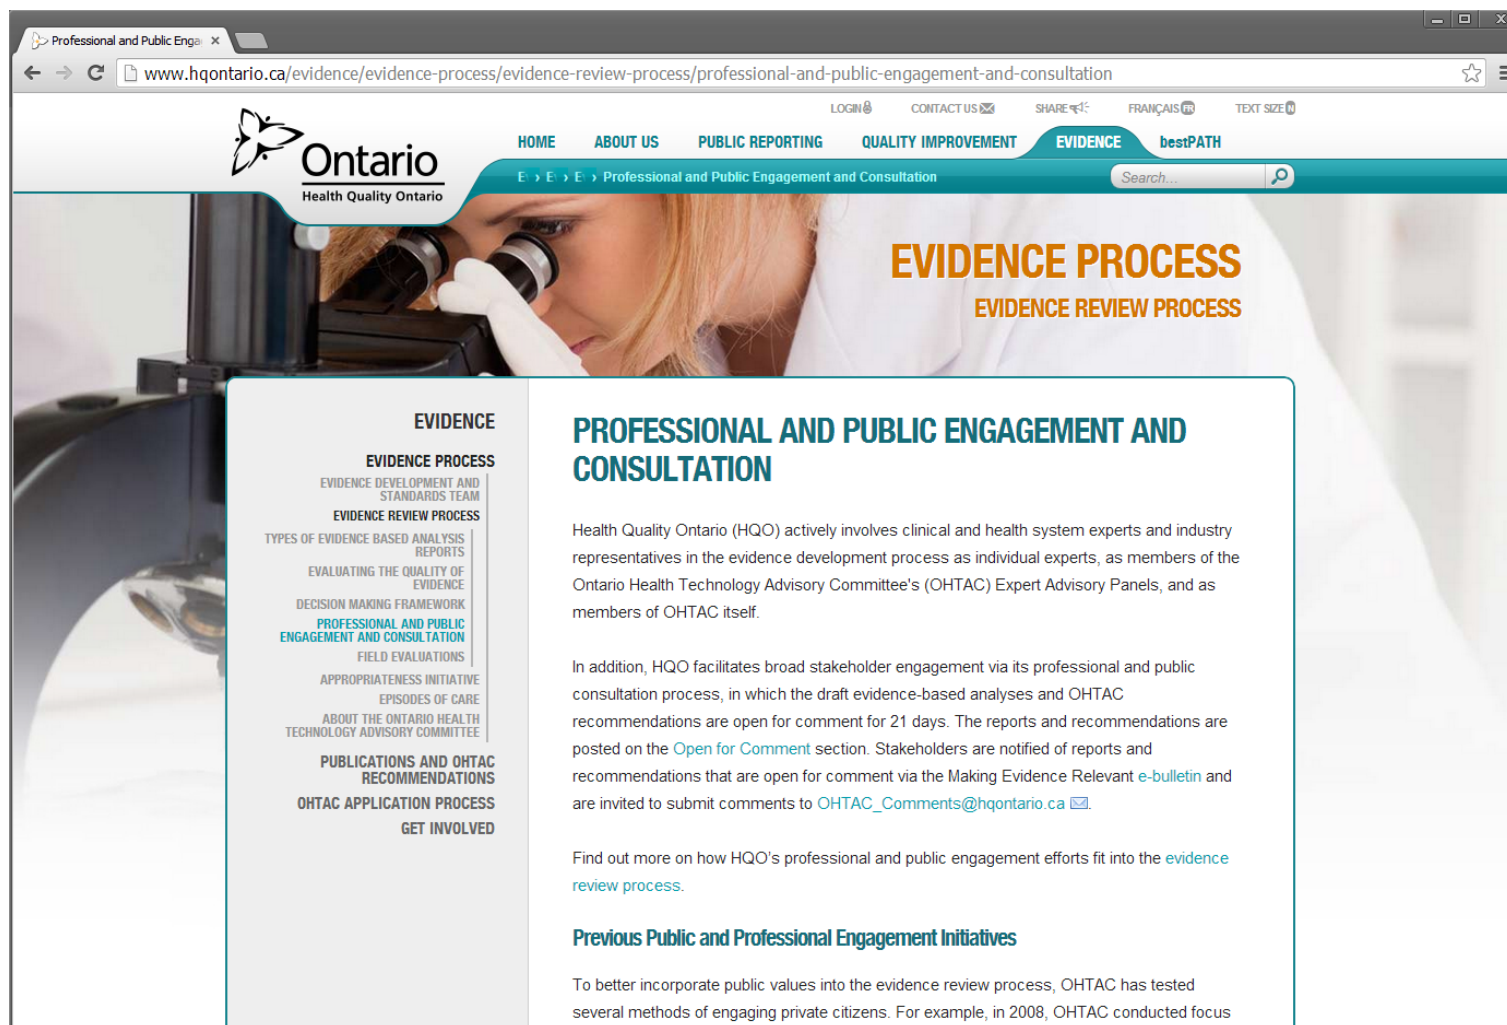 Professional and Public Enga
www.hqontario.ca/evidence/evidence-process/evidence-review-process/professional-and-public-engagement-and-consultation
LOGIN CONTACT US SHARE FRANÇAIS FR TEXT SIZE
HOME ABOUT US PUBLIC REPORTING QUALITY IMPROVEMENT EVIDENCE bestPATH
Ontario
Health Quality Ontario
E › E › E › Professional and Public Engagement and Consultation
Search...
EVIDENCE PROCESS
EVIDENCE REVIEW PROCESS
EVIDENCE
EVIDENCE PROCESS
EVIDENCE DEVELOPMENT AND
STANDARDS TEAM
EVIDENCE REVIEW PROCESS
TYPES OF EVIDENCE BASED ANALYSIS
REPORTS
EVALUATING THE QUALITY OF
EVIDENCE
DECISION MAKING FRAMEWORK
PROFESSIONAL AND PUBLIC
ENGAGEMENT AND CONSULTATION
FIELD EVALUATIONS
APPROPRIATENESS INITIATIVE
EPISODES OF CARE
ABOUT THE ONTARIO HEALTH
TECHNOLOGY ADVISORY COMMITTEE
PUBLICATIONS AND OHTAC
RECOMMENDATIONS
OHTAC APPLICATION PROCESS
GET INVOLVED
PROFESSIONAL AND PUBLIC ENGAGEMENT AND
CONSULTATION
Health Quality Ontario (HQO) actively involves clinical and health system experts and industry
representatives in the evidence development process as individual experts, as members of the
Ontario Health Technology Advisory Committee's (OHTAC) Expert Advisory Panels, and as
members of OHTAC itself.
In addition, HQO facilitates broad stakeholder engagement via its professional and public
consultation process, in which the draft evidence-based analyses and OHTAC
recommendations are open for comment for 21 days. The reports and recommendations are
posted on the Open for Comment section. Stakeholders are notified of reports and
recommendations that are open for comment via the Making Evidence Relevant e-bulletin and
are invited to submit comments to OHTAC_Comments@hqontario.ca.
Find out more on how HQO’s professional and public engagement efforts fit into the evidence
review process.
Previous Public and Professional Engagement Initiatives
To better incorporate public values into the evidence review process, OHTAC has tested
several methods of engaging private citizens. For example, in 2008, OHTAC conducted focus